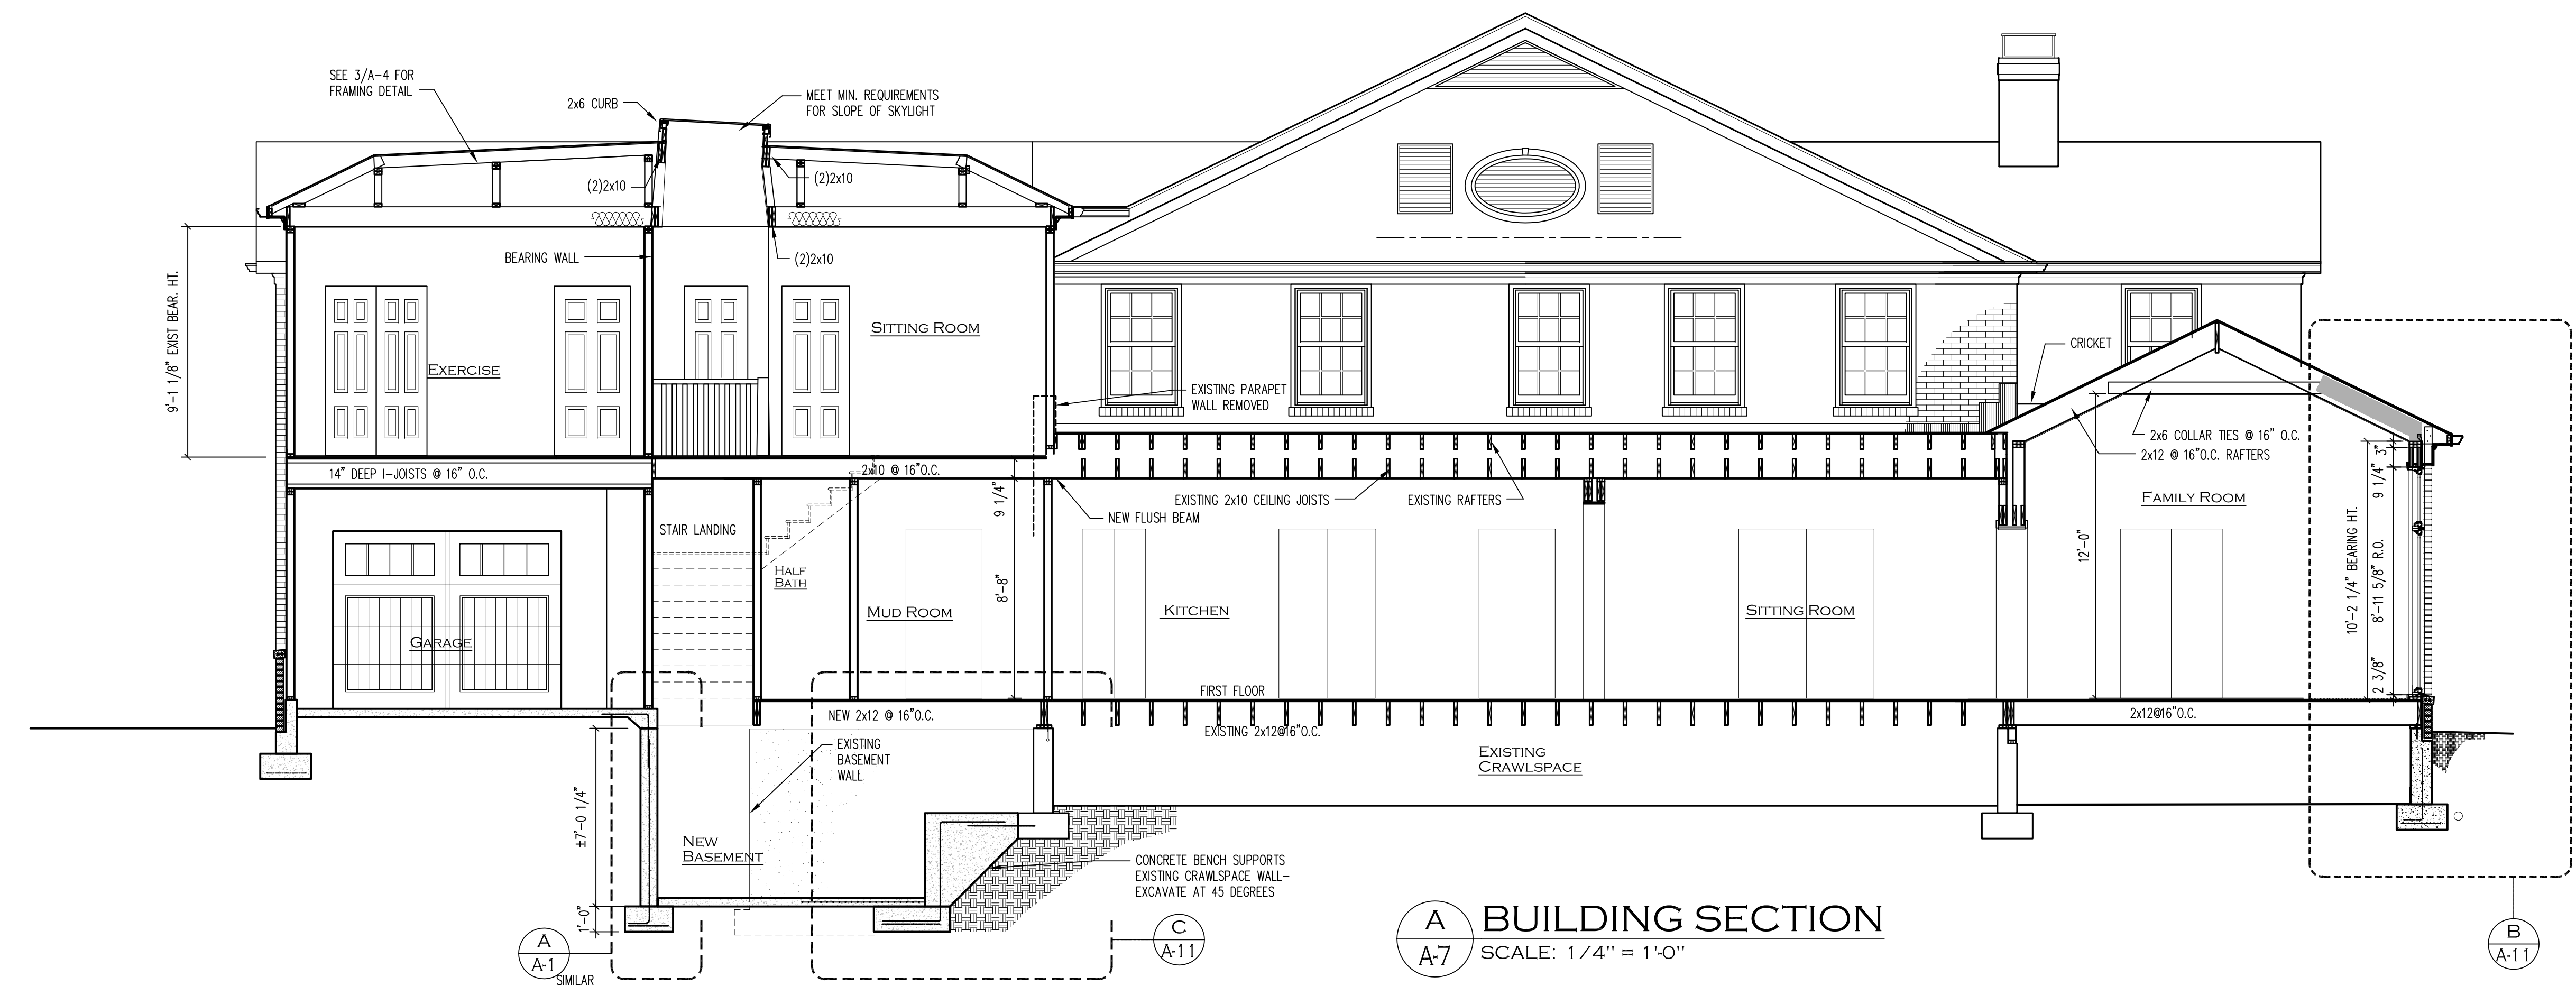 SEE 3/A-4 FOR
FRAMING DETAIL
2x6 CURB
MEET MIN. REQUIREMENTS
FOR SLOPE OF SKYLIGHT
(2)2x10
(2)2x10
BEARING WALL
(2)2x10
9'-1 1/8" EXIST BEAR. HT.
EXERCISE
SITTING ROOM
CRICKET
EXISTING PARAPET
WALL REMOVED
2x6 COLLAR TIES @ 16" O.C.
2x12 @ 16"O.C. RAFTERS
14" DEEP I-JOISTS @ 16" O.C.
2x10 @ 16"O.C.
EXISTING 2x10 CEILING JOISTS
EXISTING RAFTERS
FAMILY ROOM
NEW FLUSH BEAM
9 1/4"
8'-8"
STAIR LANDING
HALF
BATH
12'-0"
10'-2 1/4" BEARING HT.
3"
9 1/4"
8'-11 5/8" R.O.
2 3/8"
GARAGE
MUD ROOM
KITCHEN
SITTING ROOM
FIRST FLOOR
NEW 2x12 @ 16"O.C.
EXISTING 2x12@16"O.C.
2x12@16"O.C.
EXISTING
BASEMENT
WALL
EXISTING
CRAWLSPACE
±7'-0 1/4"
1'-0"
NEW
BASEMENT
CONCRETE BENCH SUPPORTS
EXISTING CRAWLSPACE WALL-
EXCAVATE AT 45 DEGREES
A
A-1
SIMILAR
C
A-11
A
A-7
BUILDING SECTION
SCALE: 1/4" = 1'-0"
B
A-11